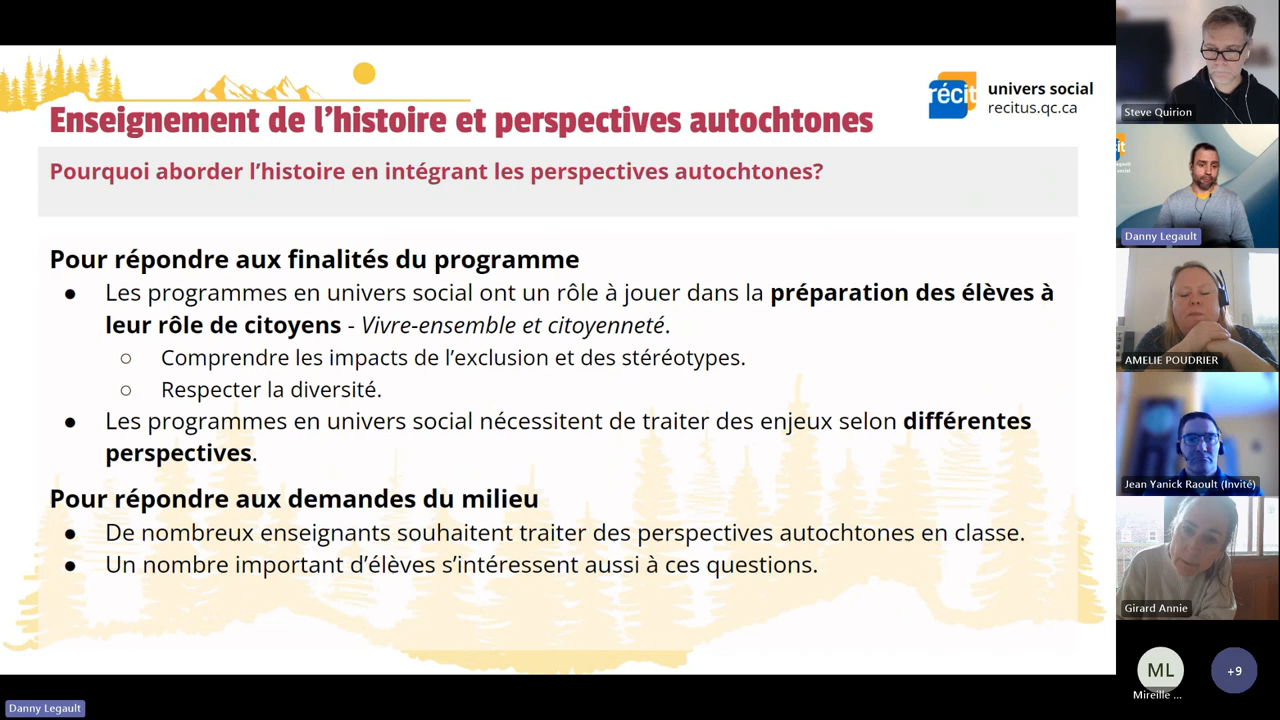 Enseignement de l'histoire et perspectives autochtones
récit
univers social
recitus.qc.ca
Pourquoi aborder l'histoire en intégrant les perspectives autochtones?
Pour répondre aux finalités du programme
● Les programmes en univers social ont un rôle à jouer dans la préparation des élèves à
leur rôle de citoyens - Vivre-ensemble et citoyenneté.
○ Comprendre les impacts de l'exclusion et des stéréotypes.
○ Respecter la diversité.
● Les programmes en univers social nécessitent de traiter des enjeux selon différentes
perspectives.
Pour répondre aux demandes du milieu
● De nombreux enseignants souhaitent traiter des perspectives autochtones en classe.
● Un nombre important d'élèves s'intéressent aussi à ces questions.
Danny Legault
Steve Quirion
it
social
Danny Legault
AMELIE POUDRIER
Jean Yanick Raoult (Invité)
Girard Annie
ML
Mireille ...
+9